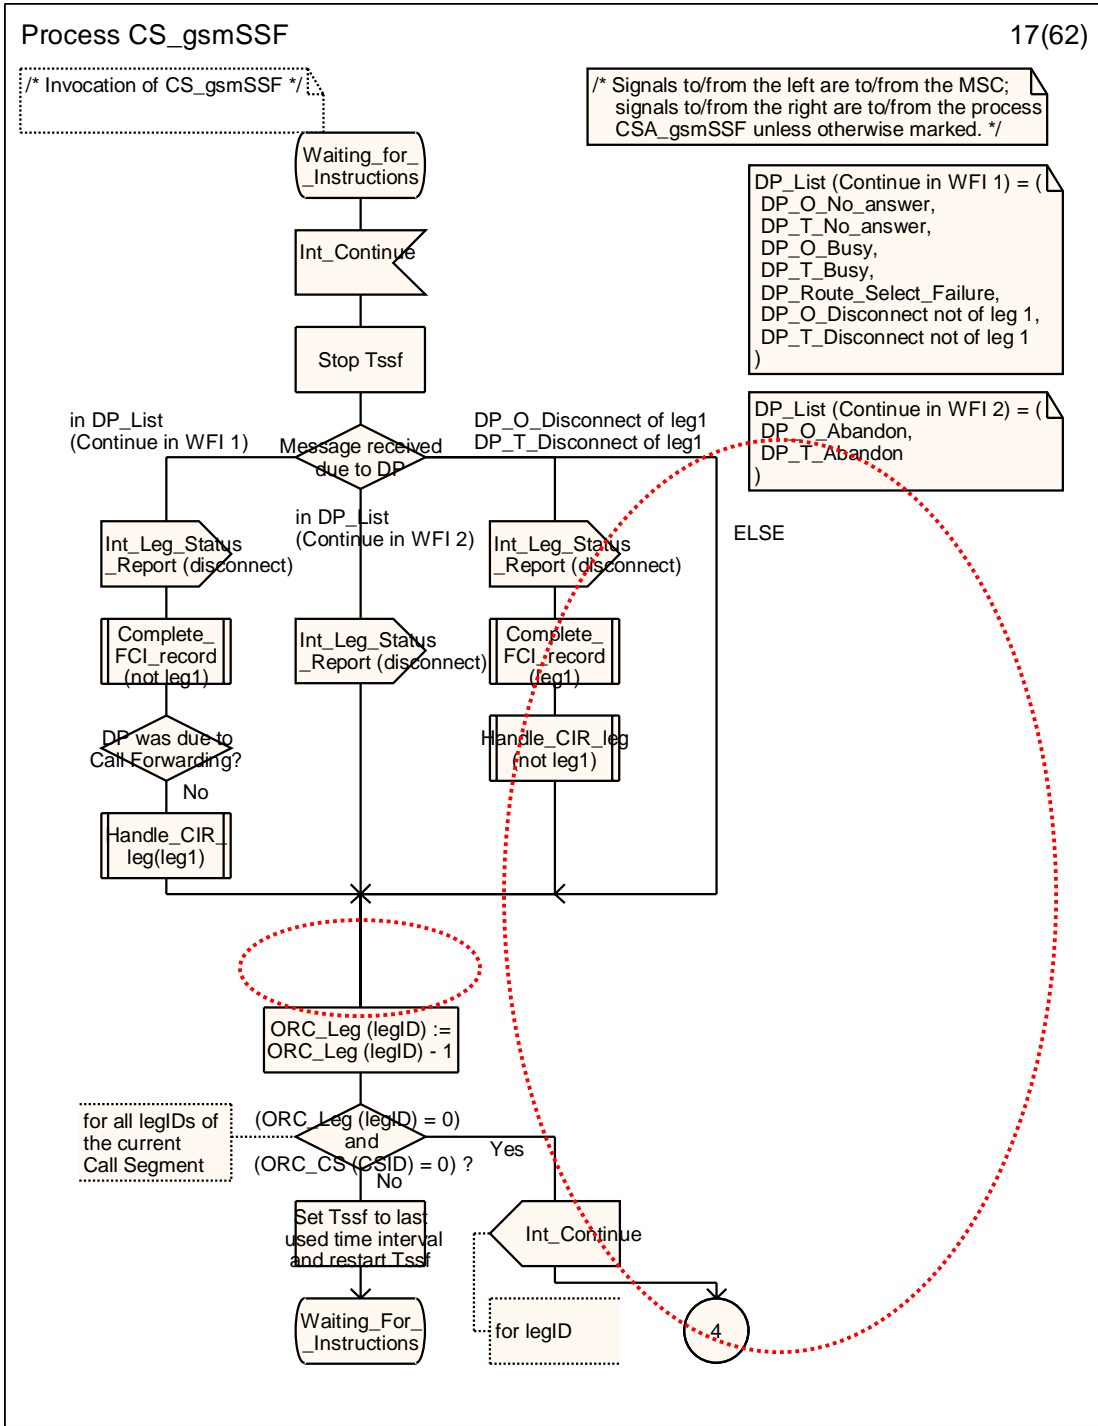 Process CS_gsmSSF
17(62)
/* Invocation of CS_gsmSSF */
/* Signals to/from the left are to/from the MSC;
signals to/from the right are to/from the process
CSA_gsmSSF unless otherwise marked. */
Waiting_for_
_Instructions
DP_List (Continue in WFI 1) = (
DP_O_No_answer,
DP_T_No_answer,
DP_O_Busy,
DP_T_Busy,
DP_Route_Select_Failure,
DP_O_Disconnect not of leg 1,
DP_T_Disconnect not of leg 1
)
Int_Continue
Stop Tssf
DP_List (Continue in WFI 2) = (
DP_O_Abandon,
DP_T_Abandon
)
in DP_List
(Continue in WFI 1)
Message received
due to DP
DP_O_Disconnect of leg1
DP_T_Disconnect of leg1
in DP_List
(Continue in WFI 2)
ELSE
Int_Leg_Status
_Report (disconnect)
Int_Leg_Status
_Report (disconnect)
Complete_
FCI_record
(not leg1)
Int_Leg_Status
_Report (disconnect)
Complete_
FCI_record
(leg1)
DP was due to
Call Forwarding?
Handle_CIR_leg
(not leg1)
No
Handle_CIR_
leg(leg1)
ORC_Leg (legID) :=
ORC_Leg (legID) - 1
for all legIDs of
the current
Call Segment
(ORC_Leg (legID) = 0)
and
(ORC_CS (CSID) = 0) ?
Yes
No
Set Tssf to last
used time interval
and restart Tssf
Int_Continue
Waiting_For_
_Instructions
for legID
4